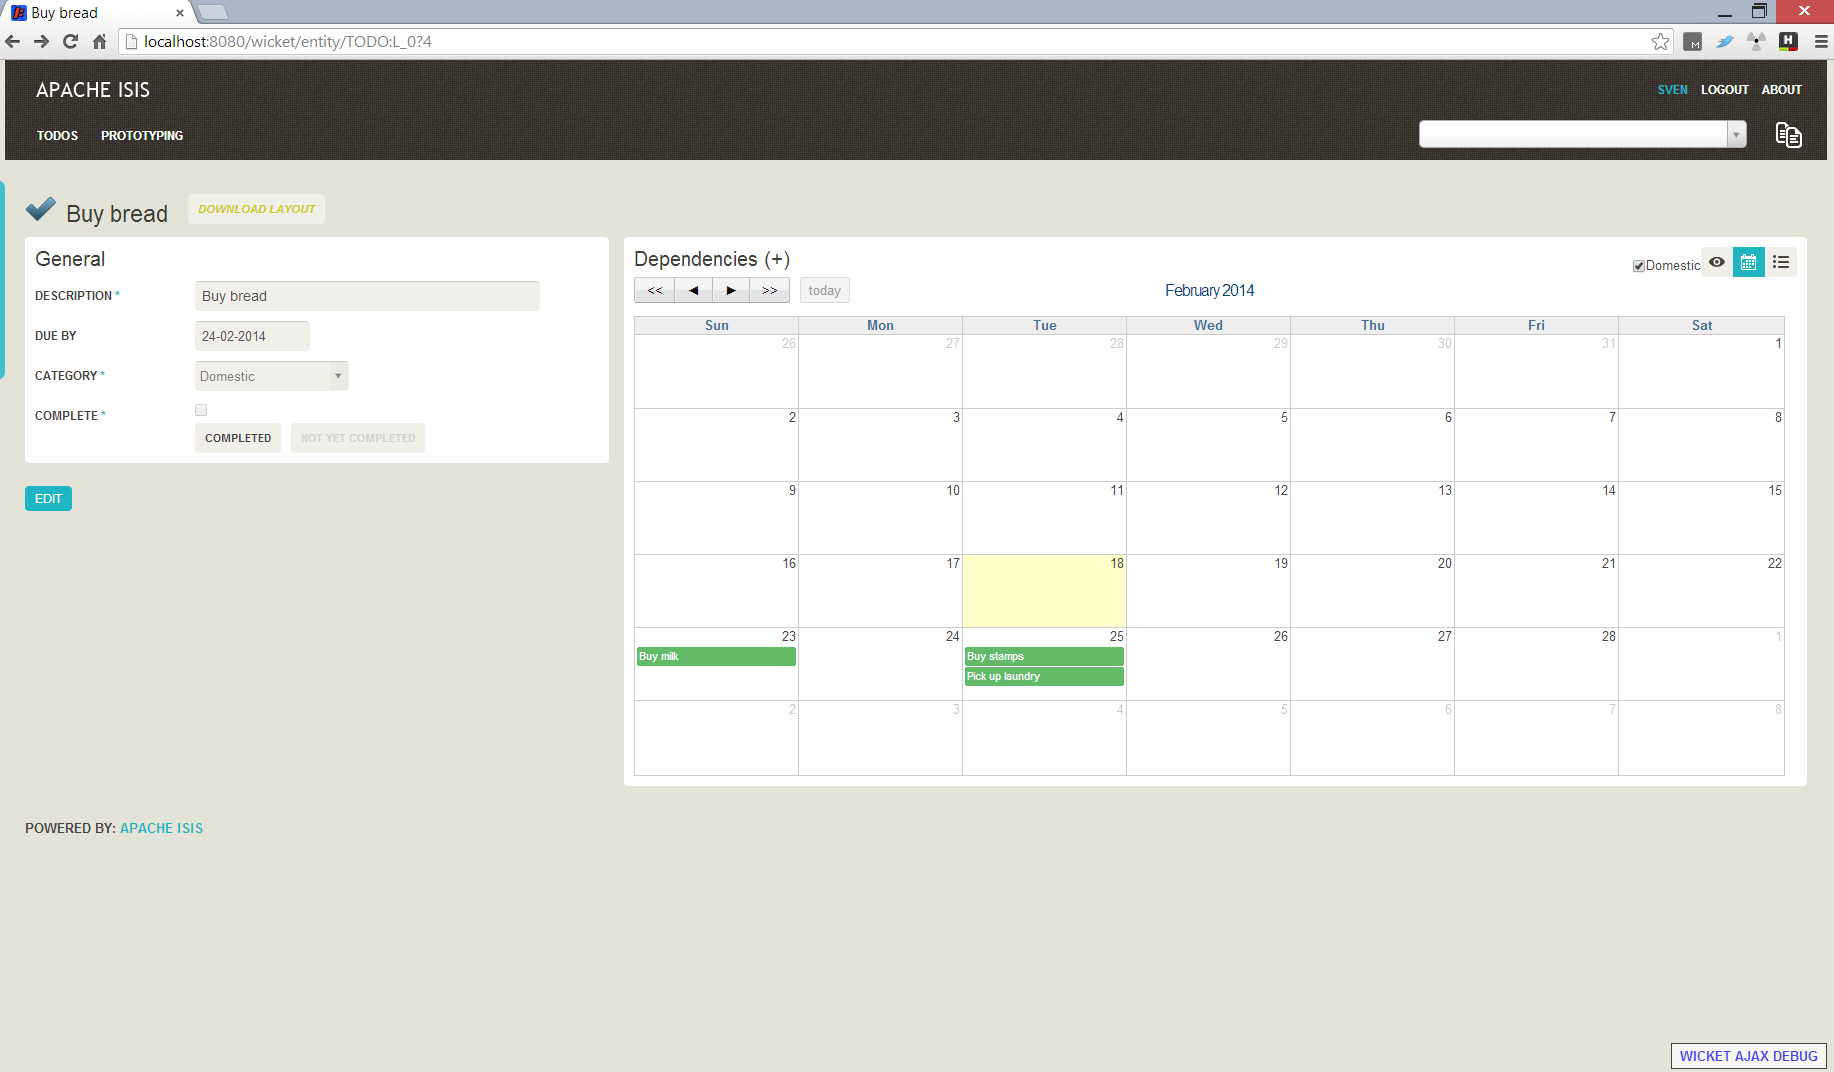 Buy bread
localhost:8080/wicket/entity/TODO:L_0?4
APACHE ISIS
SVEN LOGOUT ABOUT
TODOS PROTOTYPING
Buy bread DOWNLOAD LAYOUT
General
DESCRIPTION * Buy bread
DUE BY 24-02-2014
CATEGORY * Domestic
COMPLETE *
COMPLETED NOT YET COMPLETED
EDIT
Dependencies (+)
Domestic
<< ◄ ► >> today February 2014
Sun Mon Tue Wed Thu Fri Sat
26 27 28 29 30 31 1
2 3 4 5 6 7 8
9 10 11 12 13 14 15
16 17 18 19 20 21 22
23 24 25 26 27 28 1
Buy milk Buy stamps
Pick up laundry
2 3 4 5 6 7 8
POWERED BY: APACHE ISIS
WICKET AJAX DEBUG